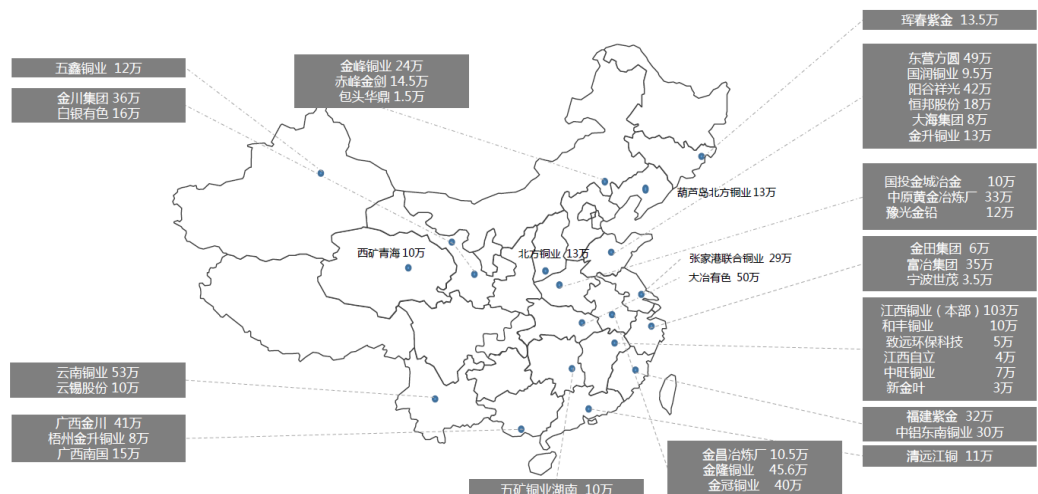 珲春紫金 13.5万
五鑫铜业 12万
金川集团 36万
白银有色 16万
金峰铜业 24万
赤峰金剑 14.5万
包头华鼎 1.5万
东营方圆 49万
国润铜业 9.5万
阳谷祥光 42万
恒邦股份 18万
大海集团 8万
金升铜业 13万
葫芦岛北方铜业 13万
国投金城冶金 10万
中原黄金冶炼厂 33万
豫光金铅 12万
西矿青海 10万
北方铜业 13万
张家港联合铜业 29万
大冶有色 50万
金田集团 6万
富冶集团 35万
宁波世茂 3.5万
江西铜业（本部）103万
和丰铜业 10万
致远环保科技 5万
江西自立 4万
中旺铜业 7万
新金叶 3万
云南铜业 53万
云锡股份 10万
广西金川 41万
梧州金升铜业 8万
广西南国 15万
福建紫金 32万
中铝东南铜业 30万
清远江铜 11万
金昌冶炼厂 10.5万
金隆铜业 45.6万
金冠铜业 40万
五矿铜业湖南 10万